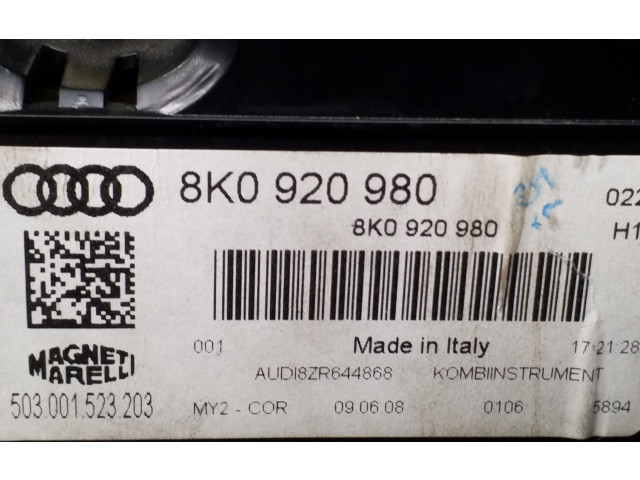 8K0 920 980 022
8K0 920 980 H1
001 Made in Italy 17:21:28
MAGNETI
MARELLI
AUDI8ZR644868 KOMBIINSTRUMENT
503.001.523.203 MY2 - COR 09.06.08 0106 5894